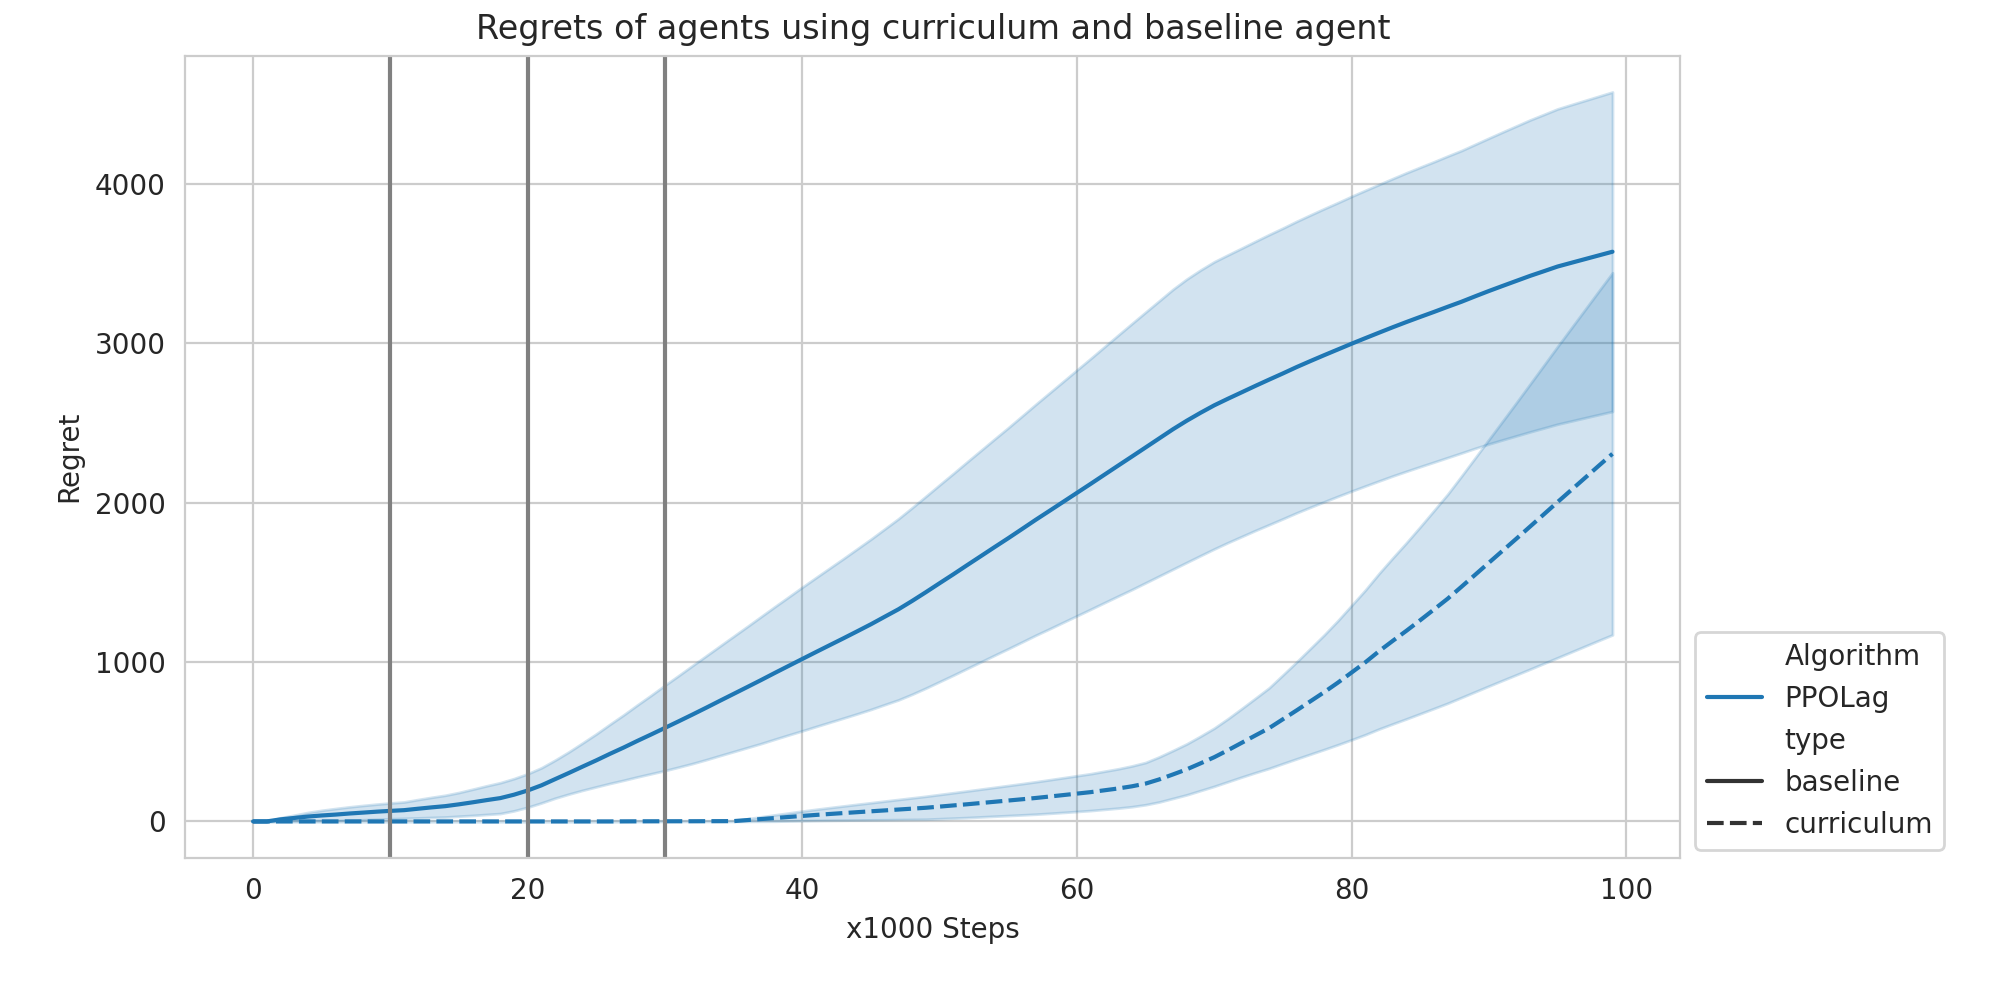 Regrets of agents using curriculum and baseline agent
4000
3000
2000
1000
0
Regret
0 20 40 60 80 100
x1000 Steps
Algorithm
PPOLag
type
baseline
curriculum